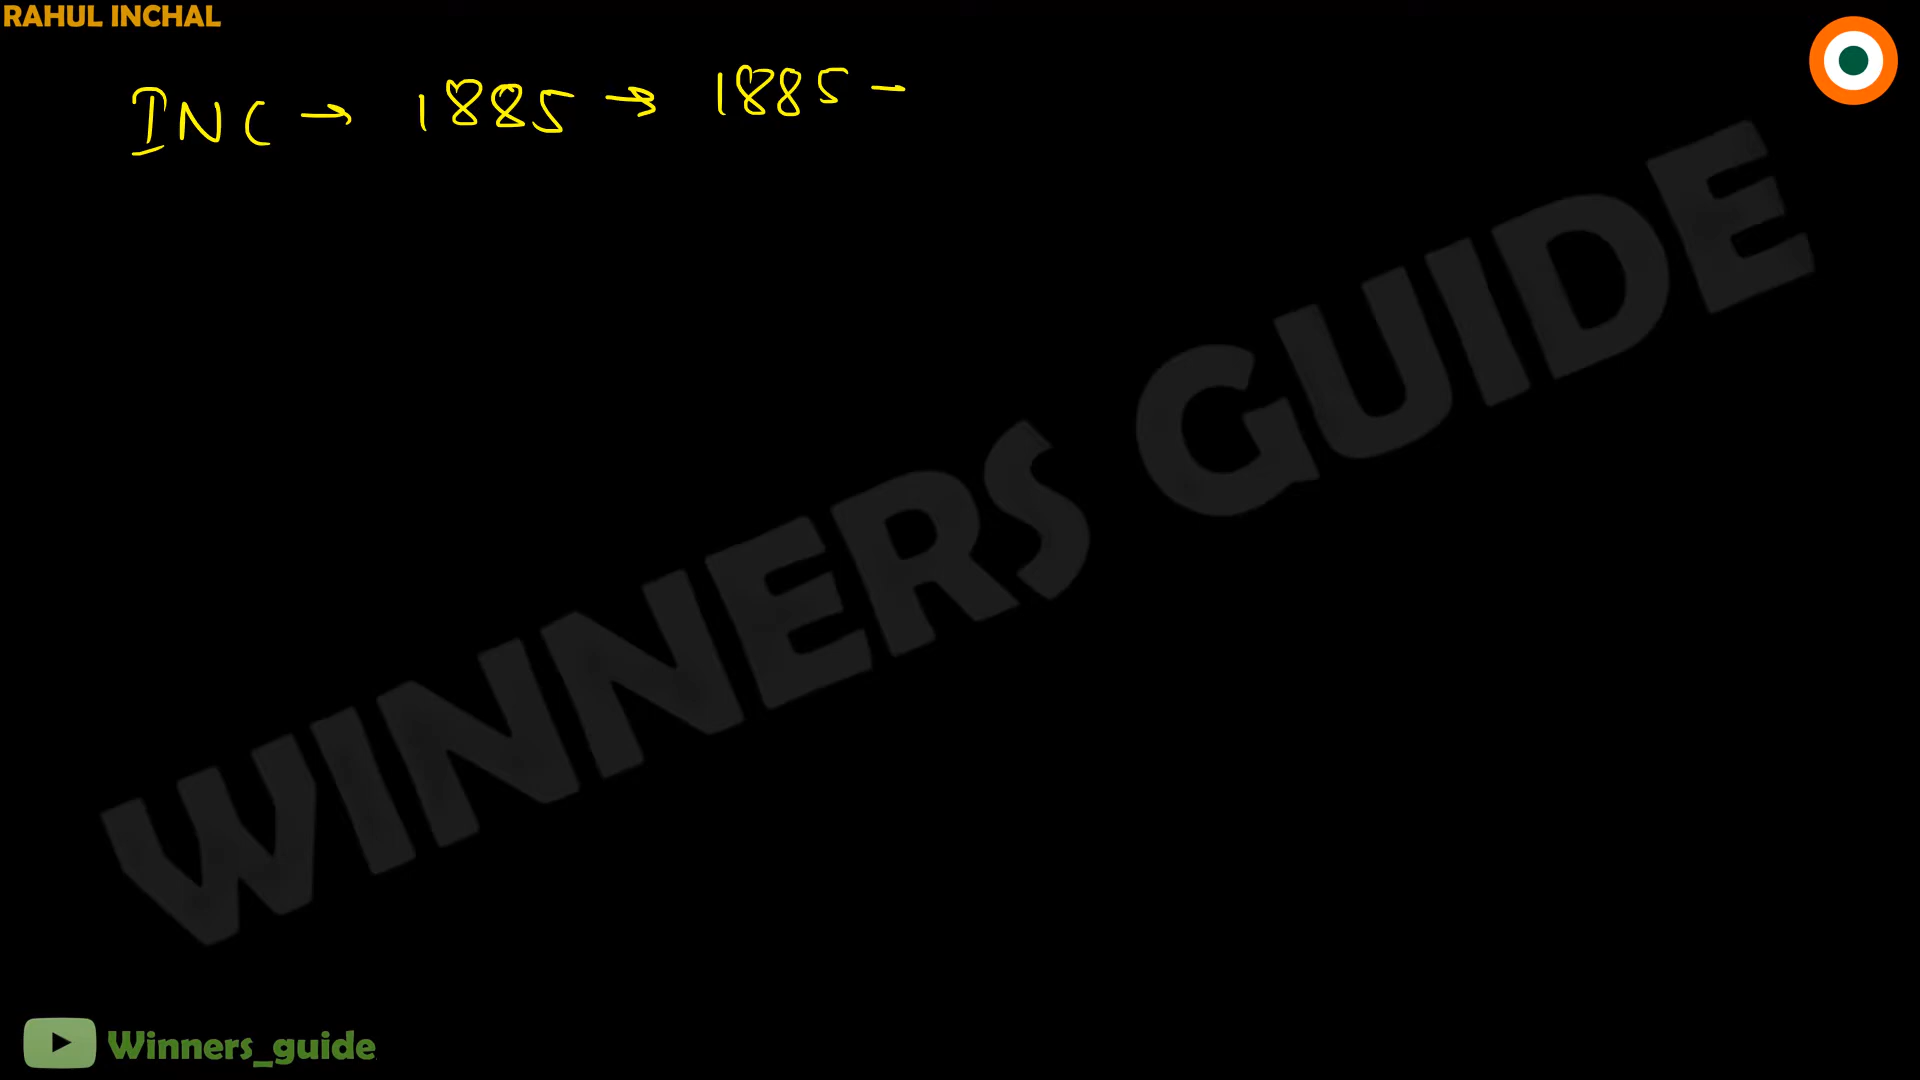 RAHUL INCHAL
INC → 1885 → 1885 -
WINNERS GUIDE
Winners_guide